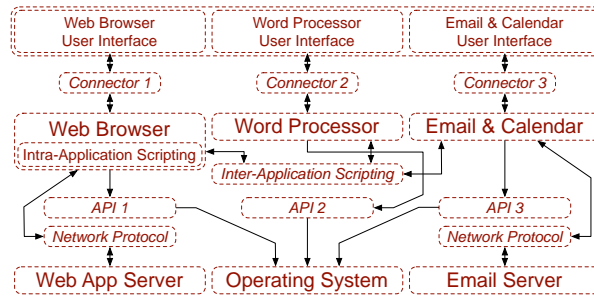 Web Browser
User Interface
Word Processor
User Interface
Email & Calendar
User Interface
Connector 1
Connector 2
Connector 3
Web Browser
Intra-Application Scripting
Word Processor
Email & Calendar
Inter-Application Scripting
API 1
API 2
API 3
Network Protocol
Network Protocol
Web App Server
Operating System
Email Server